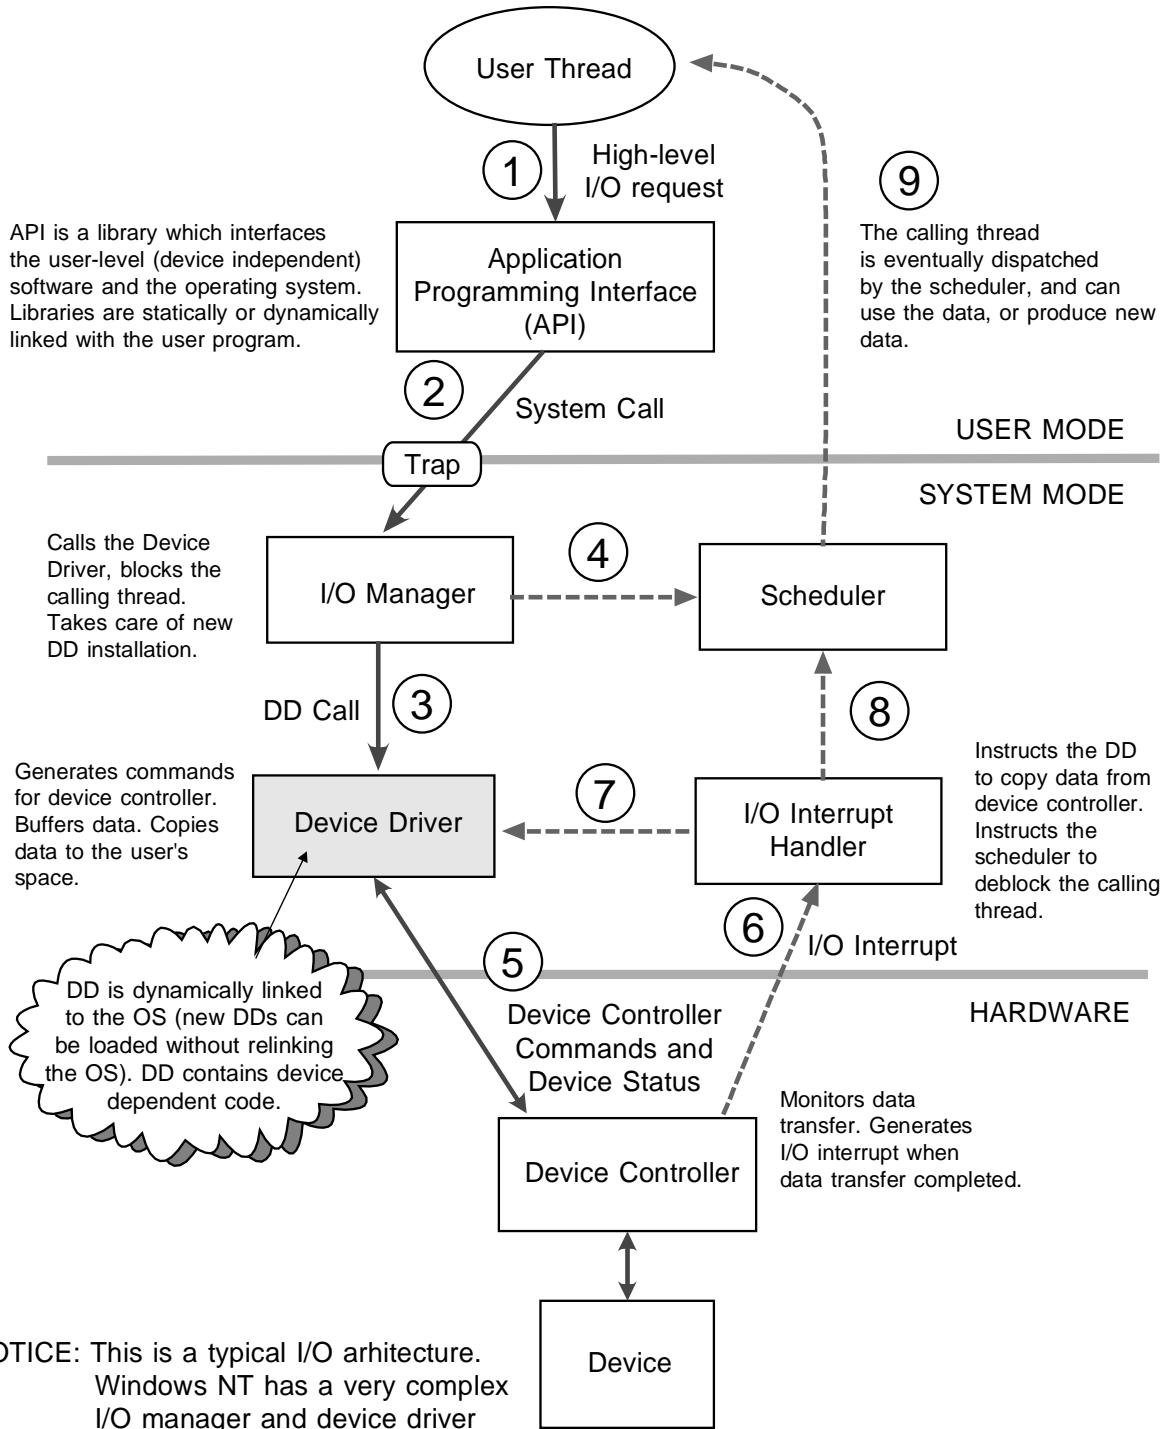 User Thread
1
High-level
I/O request
9
API is a library which interfaces
the user-level (device independent)
software and the operating system.
Libraries are statically or dynamically
linked with the user program.
Application
Programming Interface
(API)
The calling thread
is eventually dispatched
by the scheduler, and can
use the data, or produce new
data.
2
System Call
USER MODE
Trap
SYSTEM MODE
Calls the Device
Driver, blocks the
calling thread.
Takes care of new
DD installation.
I/O Manager
4
Scheduler
DD Call
3
8
Generates commands
for device controller.
Buffers data. Copies
data to the user's
space.
Device Driver
7
I/O Interrupt
Handler
Instructs the DD
to copy data from
device controller.
Instructs the
scheduler to
deblock the calling
thread.
6
I/O Interrupt
5
DD is dynamically linked
to the OS (new DDs can
be loaded without relinking
the OS). DD contains device
dependent code.
HARDWARE
Device Controller
Commands and
Device Status
Device Controller
Monitors data
transfer. Generates
I/O interrupt when
data transfer completed.
Device
OTICE: This is a typical I/O arhitecture.
Windows NT has a very complex
I/O manager and device driver